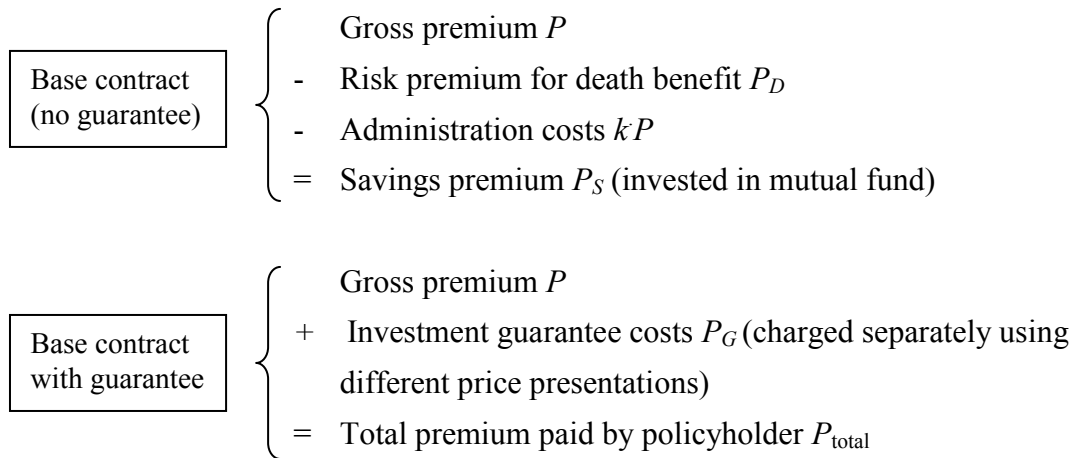 Base contract
(no guarantee)
Gross premium P
- Risk premium for death benefit P_D
- Administration costs k·P
= Savings premium P_S (invested in mutual fund)
Base contract
with guarantee
Gross premium P
+ Investment guarantee costs P_G (charged separately using
different price presentations)
= Total premium paid by policyholder P_total